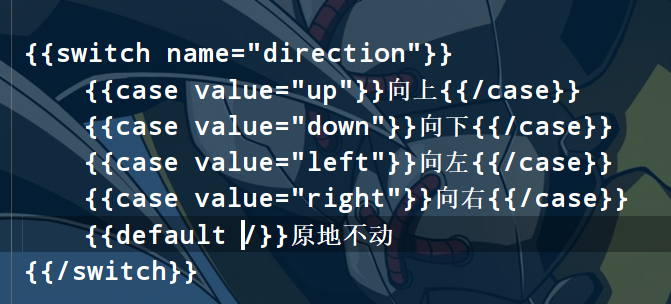 {{switch name="direction"}}
{{case value="up"}}向上{{/case}}
{{case value="down"}}向下{{/case}}
{{case value="left"}}向左{{/case}}
{{case value="right"}}向右{{/case}}
{{default /}}原地不动
{{/switch}}